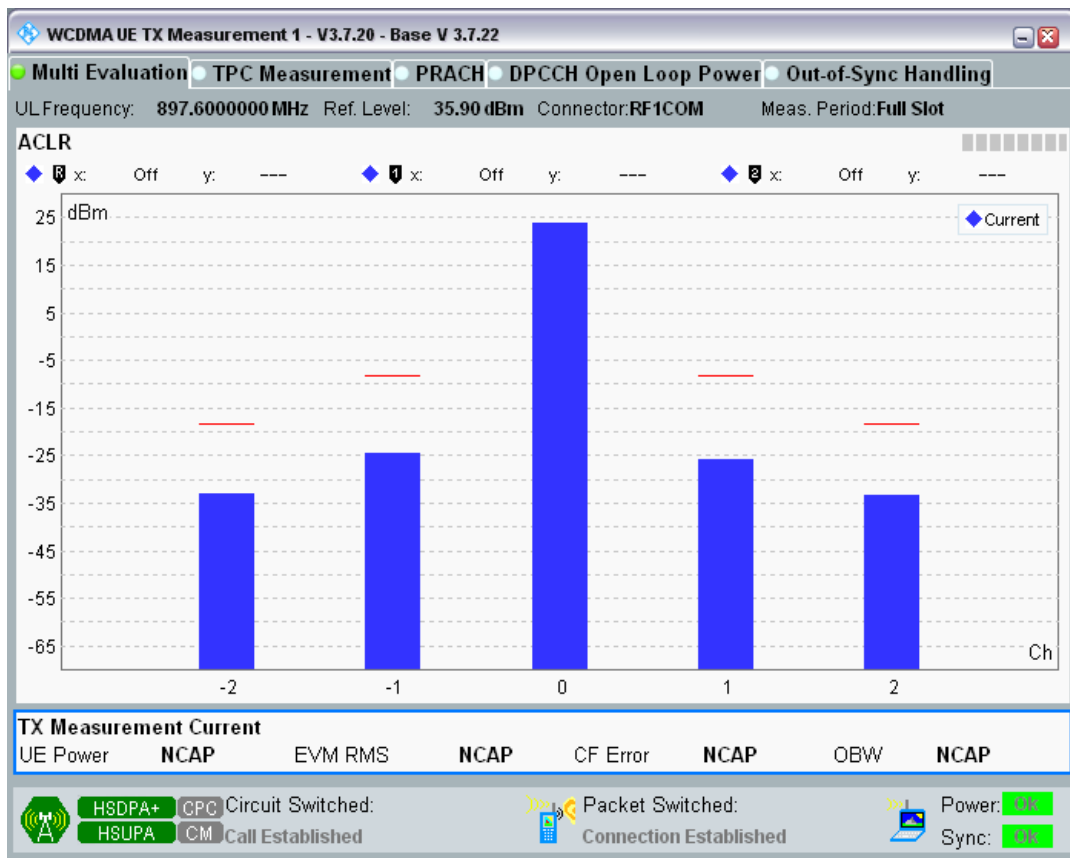 WCDMA UE TX Measurement 1 - V3.7.20 - Base V 3.7.22
Multi Evaluation TPC Measurement PRACH DPCCH Open Loop Power Out-of-Sync Handling
UL Frequency: 897.6000000 MHz Ref. Level: 35.90 dBm Connector: RF1COM Meas. Period: Full Slot
ACLR
R x: Off y: --- 1 x: Off y: --- 2 x: Off y: ---
dBm
Current
25
15
5
-5
-15
-25
-35
-45
-55
-65
Ch
-2 -1 0 1 2
TX Measurement Current
UE Power NCAP EVM RMS NCAP CF Error NCAP OBW NCAP
HSDPA+ CPC Circuit Switched: Packet Switched: Power: Ok
HSUPA CM Call Established Connection Established Sync: Ok